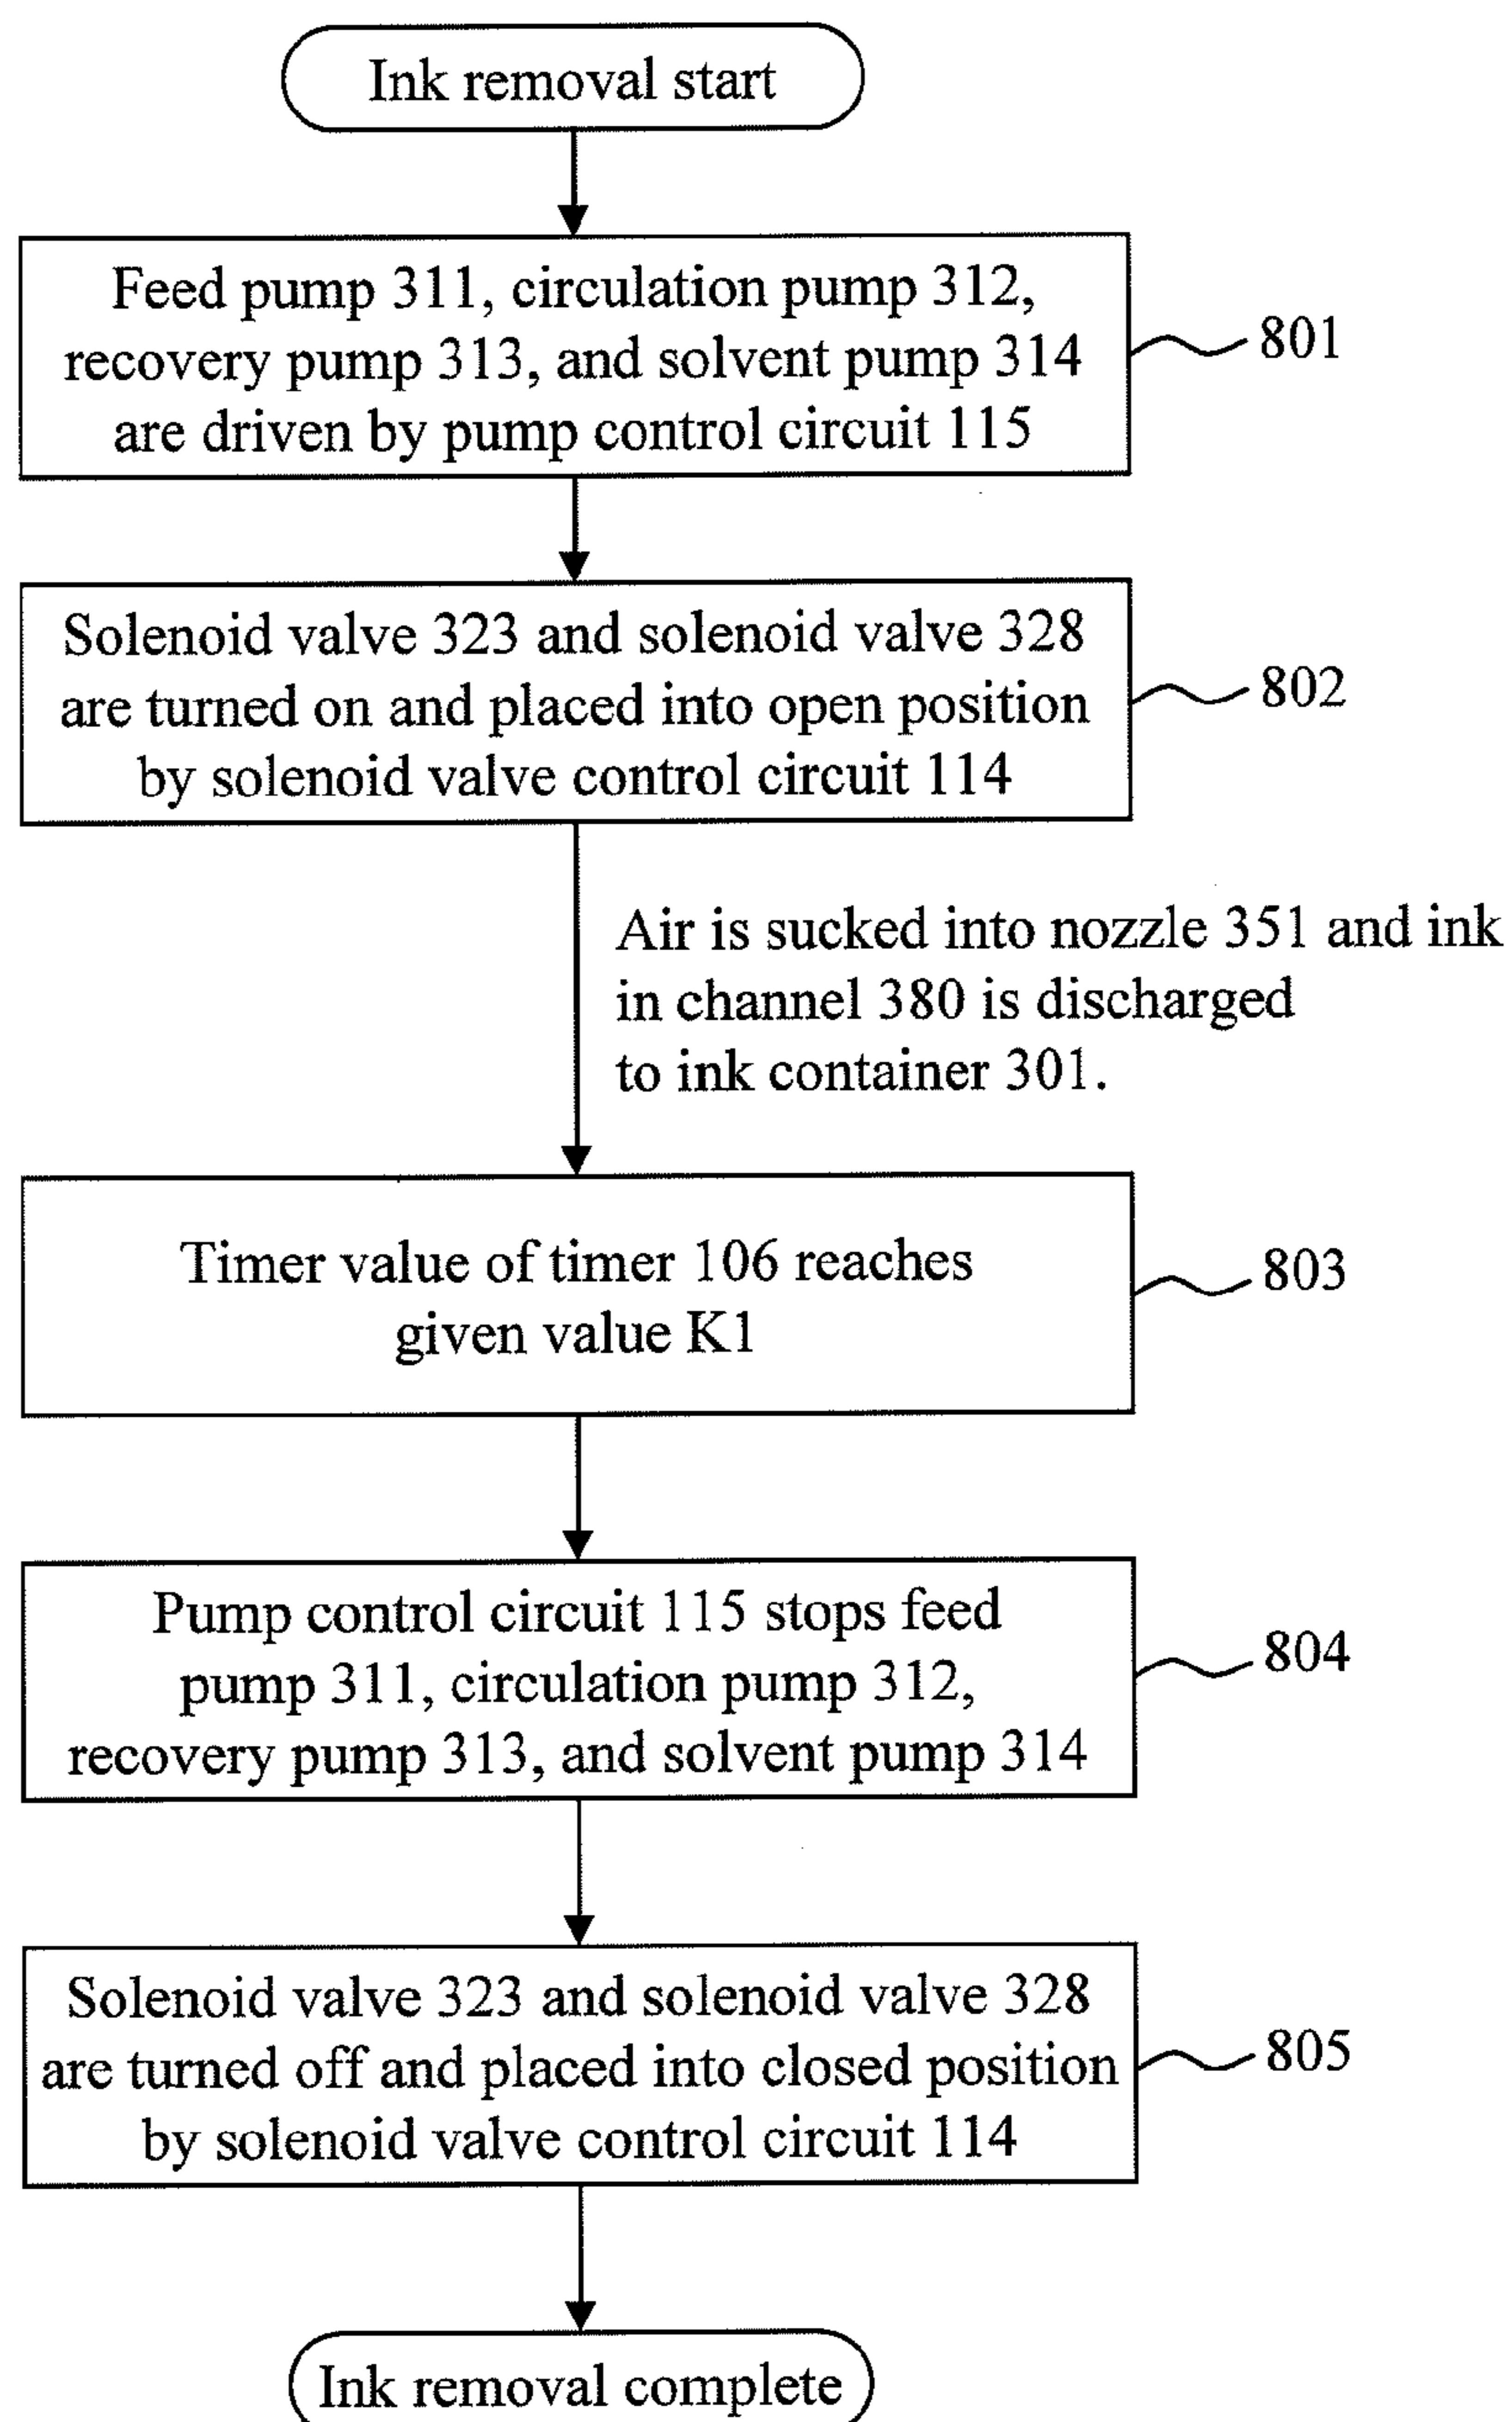 Ink removal start
Feed pump 311, circulation pump 312,
recovery pump 313, and solvent pump 314
are driven by pump control circuit 115
801
Solenoid valve 323 and solenoid valve 328
are turned on and placed into open position
by solenoid valve control circuit 114
802
Air is sucked into nozzle 351 and ink
in channel 380 is discharged
to ink container 301.
Timer value of timer 106 reaches
given value K1
803
Pump control circuit 115 stops feed
pump 311, circulation pump 312,
recovery pump 313, and solvent pump 314
804
Solenoid valve 323 and solenoid valve 328
are turned off and placed into closed position
by solenoid valve control circuit 114
805
Ink removal complete